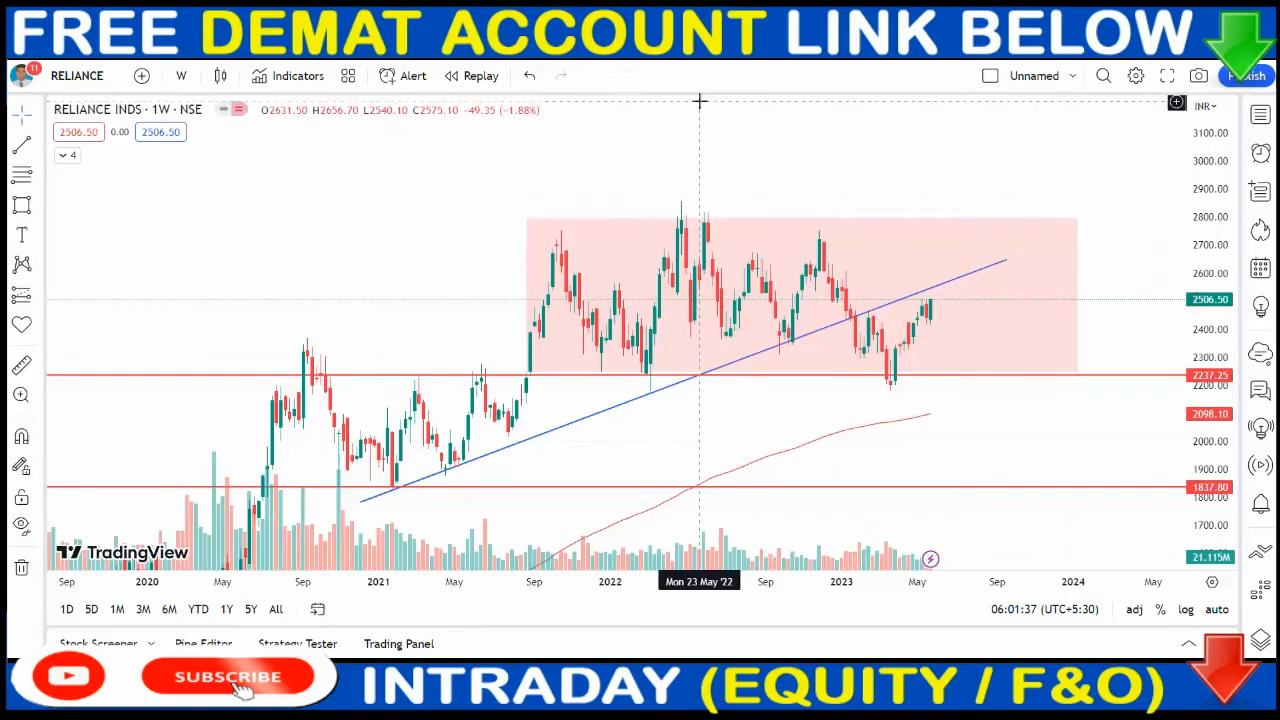 FREE DEMAT ACCOUNT LINK BELOW
11 RELIANCE W Indicators Alert Replay Unnamed Publish
RELIANCE INDS · 1W · NSE O2631.50 H2656.70 L2540.10 C2575.10 -49.35 (-1.88%) INR
2506.50 0.00 2506.50
4
3100.00
3000.00
2900.00
2800.00
2700.00
2600.00
2506.50
2400.00
2300.00
2237.25
2200.00
2098.10
2000.00
1900.00
1837.80
1800.00
1700.00
21.115M
TradingView
Sep 2020 May Sep 2021 May Sep 2022 Mon 23 May '22 Sep 2023 May Sep 2024 May
1D 5D 1M 3M 6M YTD 1Y 5Y All 06:01:37 (UTC+5:30) adj % log auto
Stock Screener Pine Editor Strategy Tester Trading Panel
SUBSCRIBE
INTRADAY (EQUITY / F&O)